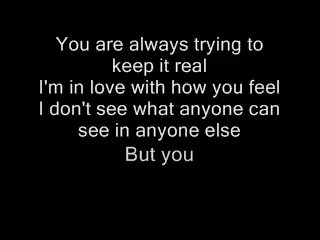 You are always trying to
keep it real
I'm in love with how you feel
I don't see what anyone can
see in anyone else
But you